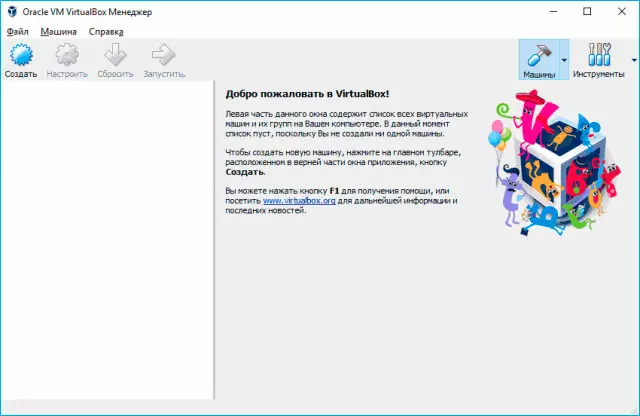 Oracle VM VirtualBox Менеджер
Файл Машина Справка
Создать Настроить Сбросить Запустить. Машины Инструменты
Добро пожаловать в VirtualBox!
Левая часть данного окна содержит список всех виртуальных
машин и их групп на Вашем компьютере. В данный момент
список пуст, поскольку Вы не создали ни одной машины.
Чтобы создать новую машину, нажмите на главном тулбаре,
расположенном в верней части окна приложения, кнопку
Создать.
Вы можете нажать кнопку F1 для получения помощи, или
посетить www.virtualbox.org для дальнейшей информации и
последних новостей.